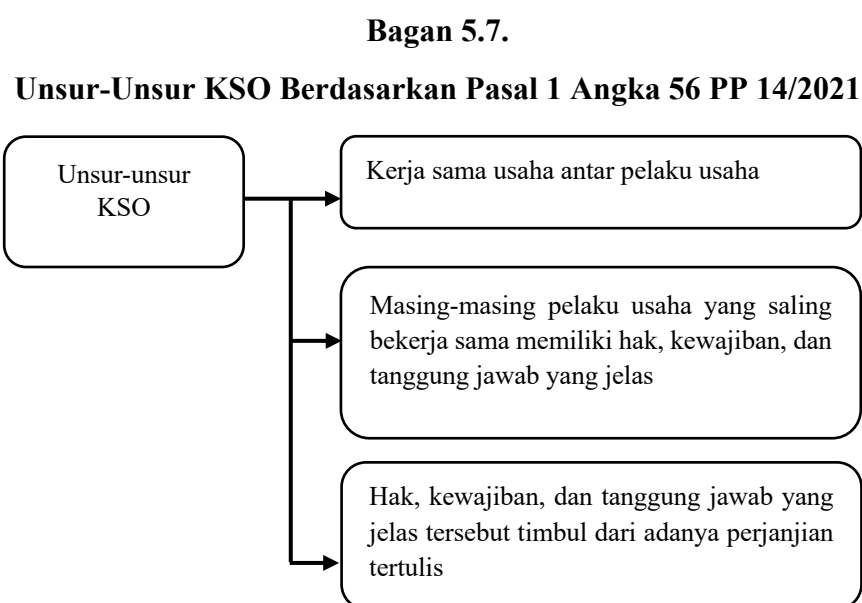 Bagan 5.7.
Unsur-Unsur KSO Berdasarkan Pasal 1 Angka 56 PP 14/2021
Unsur-unsur
KSO
Kerja sama usaha antar pelaku usaha
Masing-masing pelaku usaha yang saling
bekerja sama memiliki hak, kewajiban, dan
tanggung jawab yang jelas
Hak, kewajiban, dan tanggung jawab yang
jelas tersebut timbul dari adanya perjanjian
tertulis